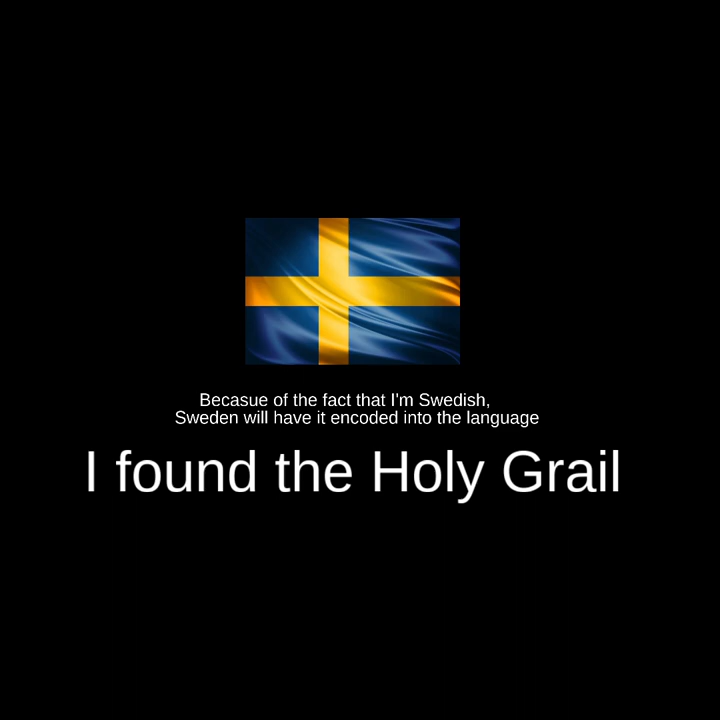 Becasue of the fact that I'm Swedish,
Sweden will have it encoded into the language
I found the Holy Grail